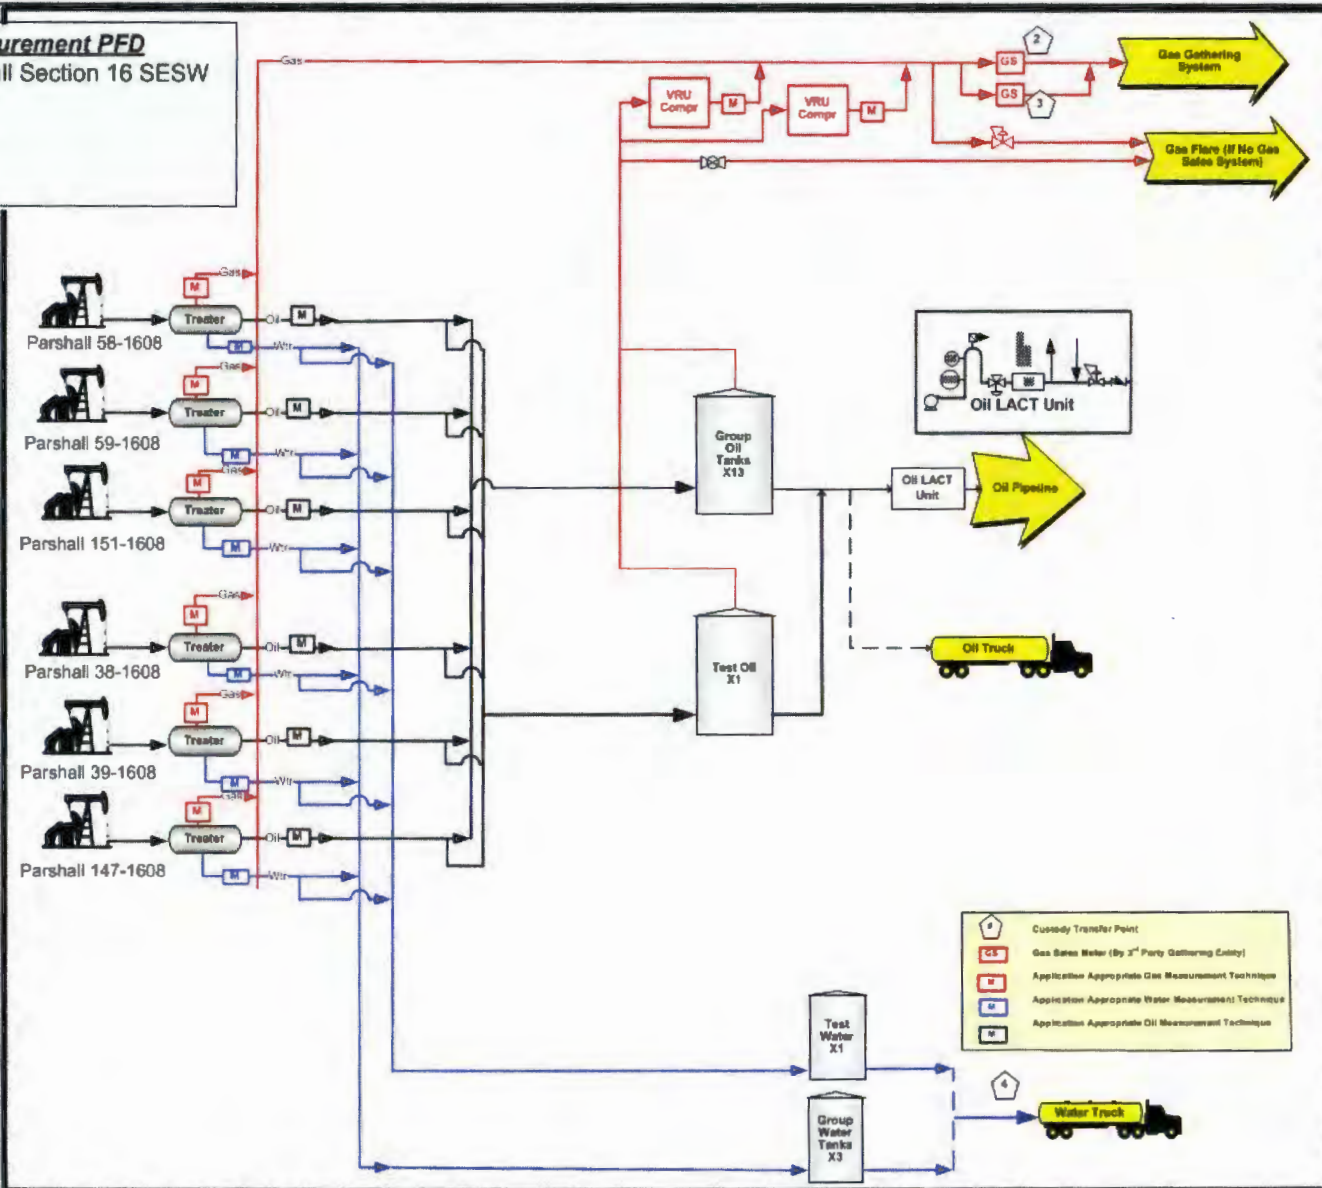 urement PFD
ll Section 16 SESW
Gas
2
GS
GS
3
Gas Gathering
System
VRU
Compr
M
VRU
Compr
M
Gas Flare (If No Gas
Sales System)
Gas
M
Treater
Oil
M
M
Wtr
Parshall 58-1608
Gas
M
Treater
Oil
M
M
Wtr
Parshall 59-1608
Gas
M
Treater
Oil
M
M
Wtr
Parshall 151-1608
Gas
M
Treater
Oil
M
M
Wtr
Parshall 38-1608
Gas
M
Treater
Oil
M
M
Wtr
Parshall 39-1608
Gas
M
Treater
Oil
M
M
Wtr
Parshall 147-1608
Oil LACT Unit
Group
Oil
Tanks
X13
Oil LACT
Unit
Oil Pipeline
Test Oil
X1
Oil Truck
#
Custody Transfer Point
GS
Gas Sales Meter (By 3rd Party Gathering Entity)
M
Application Appropriate Gas Measurement Technique
M
Application Appropriate Water Measurement Technique
M
Application Appropriate Oil Measurement Technique
Test
Water
X1
Group
Water
Tanks
X3
4
Water Truck